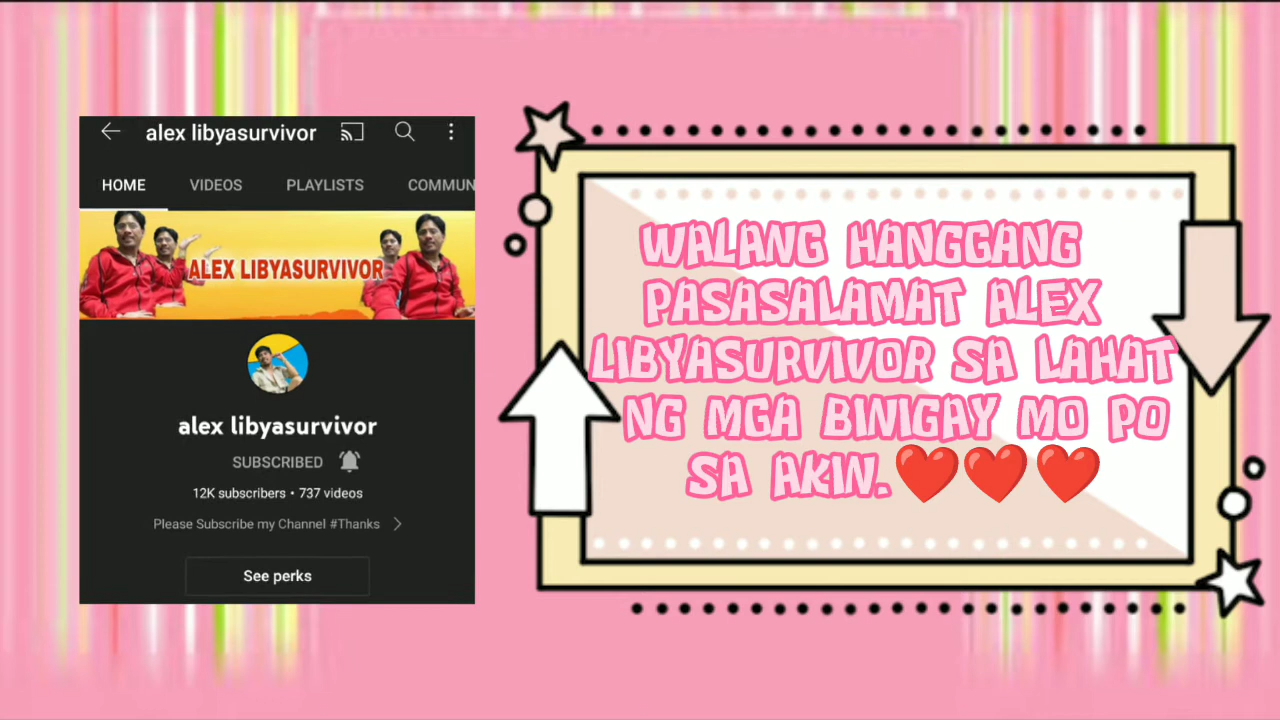 alex libyasurvivor
HOME VIDEOS PLAYLISTS COMMUN
ALEX LIBYASURVIVOR
alex libyasurvivor
SUBSCRIBED
12K subscribers • 737 videos
Please Subscribe my Channel #Thanks
See perks
WALANG HANGGANG
PASASALAMAT ALEX
LIBYASURVIVOR SA LAHAT
NG MGA BINIGAY MO PO
SA AKIN.❤️❤️❤️